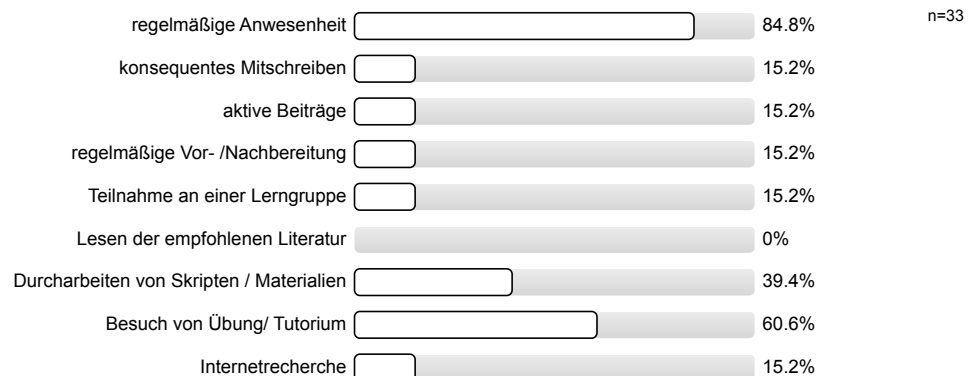 n=33
regelmäßige Anwesenheit 84.8%
konsequentes Mitschreiben 15.2%
aktive Beiträge 15.2%
regelmäßige Vor- /Nachbereitung 15.2%
Teilnahme an einer Lerngruppe 15.2%
Lesen der empfohlenen Literatur 0%
Durcharbeiten von Skripten / Materialien 39.4%
Besuch von Übung/ Tutorium 60.6%
Internetrecherche 15.2%